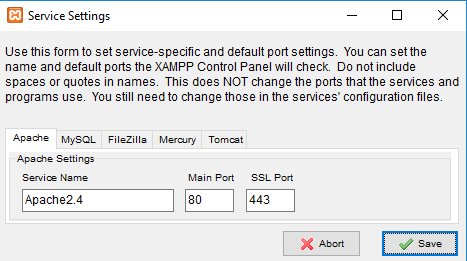 Service Settings
Use this form to set service-specific and default port settings.  You can set the
name and default ports the XAMPP Control Panel will check.  Do not include
spaces or quotes in names.  This does NOT change the ports that the services and
programs use.  You still need to change those in the services' configuration files.
Apache MySQL FileZilla Mercury Tomcat
Apache Settings
Service Name Main Port SSL Port
Apache2.4 80 443
Abort Save